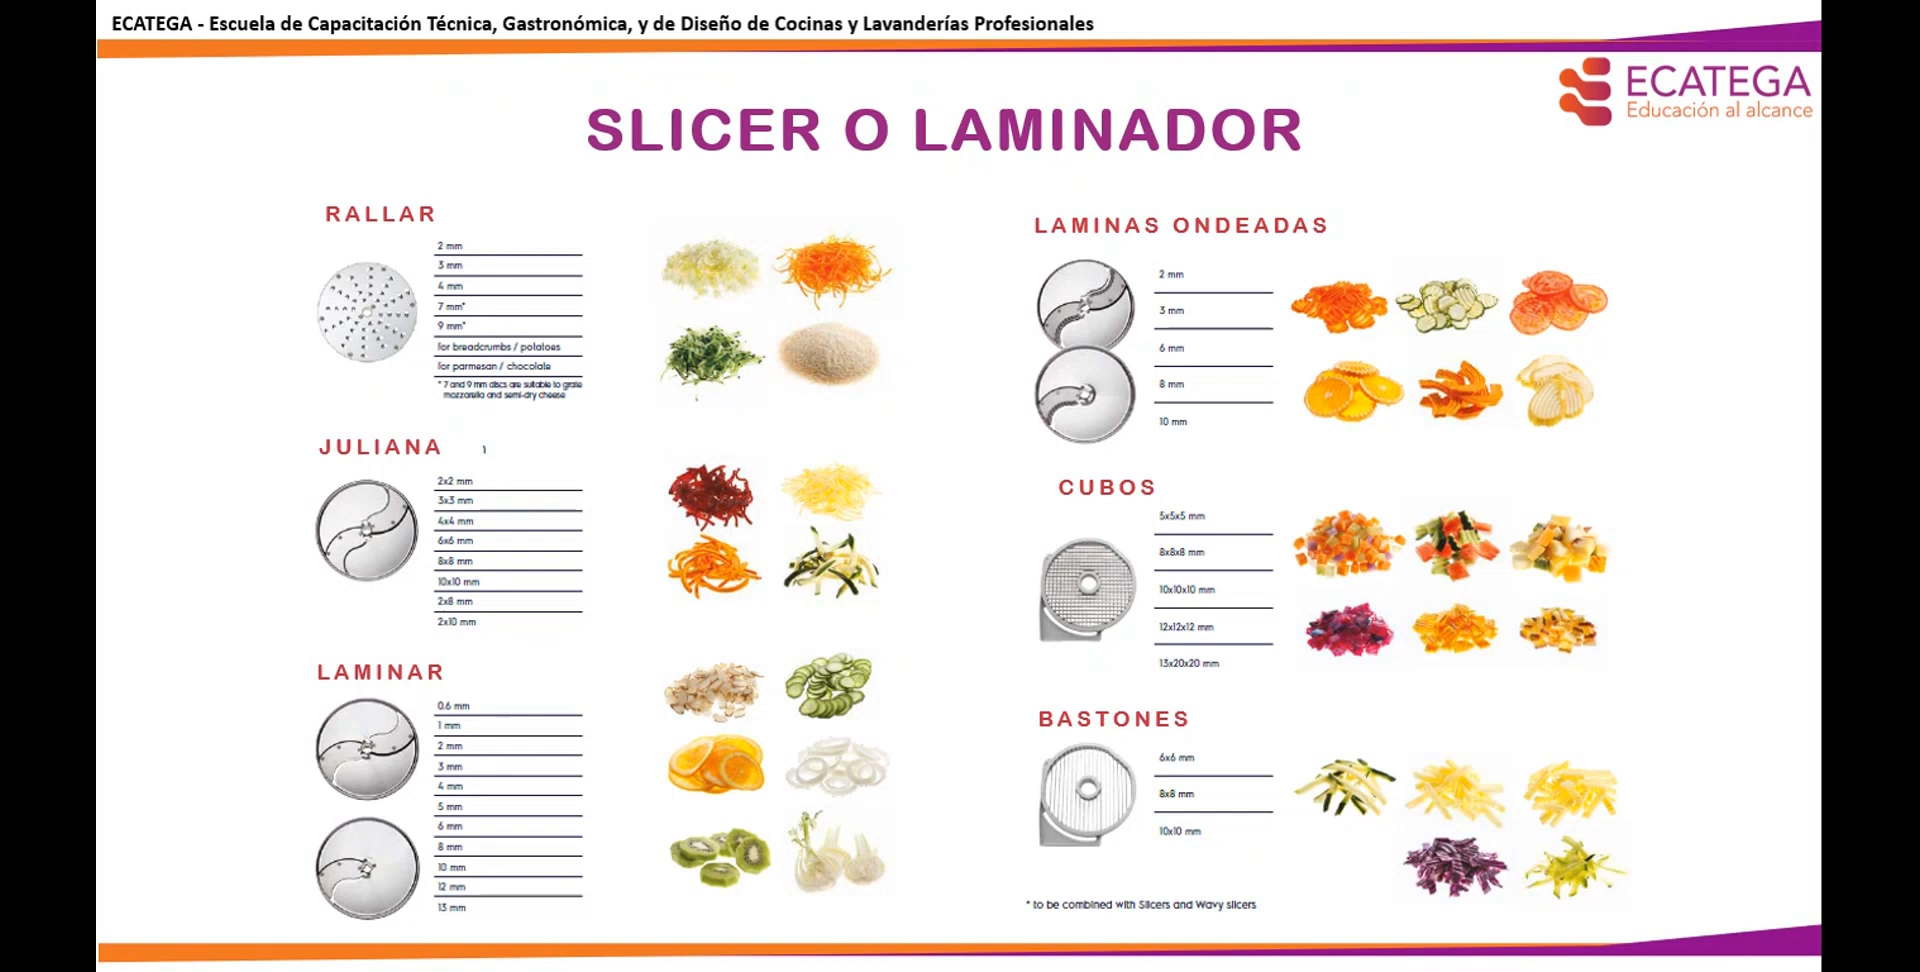 ECATEGA - Escuela de Capacitación Técnica, Gastronómica, y de Diseño de Cocinas y Lavanderías Profesionales
ECATEGA
Educación al alcance
SLICER O LAMINADOR
RALLAR
2 mm
3 mm
4 mm
7 mm*
9 mm*
for breadcrumbs / potatoes
for parmesan / chocolate
* 7 and 9 mm discs are suitable to grate
mozzarella and semi-dry cheese
JULIANA
2x2 mm
3x3 mm
4x4 mm
6x6 mm
8x8 mm
10x10 mm
2x8 mm
2x10 mm
LAMINAR
0.6 mm
1 mm
2 mm
3 mm
4 mm
5 mm
6 mm
8 mm
10 mm
12 mm
13 mm
LAMINAS ONDEADAS
2 mm
3 mm
6 mm
8 mm
10 mm
CUBOS
5x5x5 mm
8x8x8 mm
10x10x10 mm
12x12x12 mm
13x20x20 mm
BASTONES
6x6 mm
8x8 mm
10x10 mm
* to be combined with Slicers and Wavy slicers